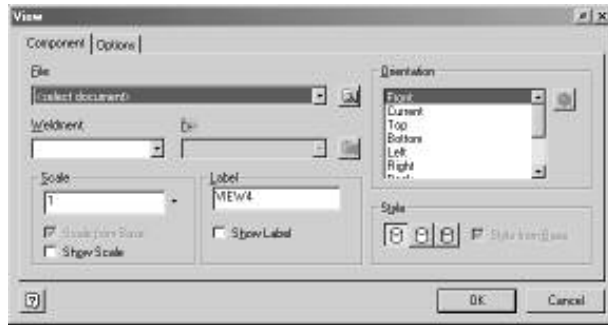 View
Component Options
File
<select document>
Weldment
Scale
1
Scale from Base
Show Scale
Label
VIEW4
Show Label
Orientation
Front
Current
Top
Bottom
Left
Right
Style
Style from Base
OK Cancel